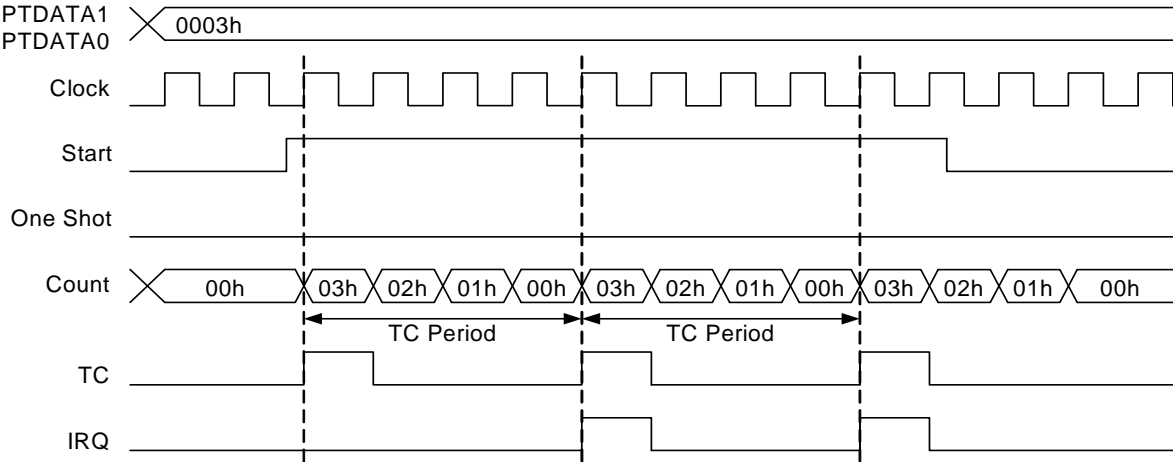 PTDATA1
PTDATA0
0003h
Clock
Start
One Shot
Count
00h 03h 02h 01h 00h 03h 02h 01h 00h 03h 02h 01h 00h
TC Period TC Period
TC
IRQ